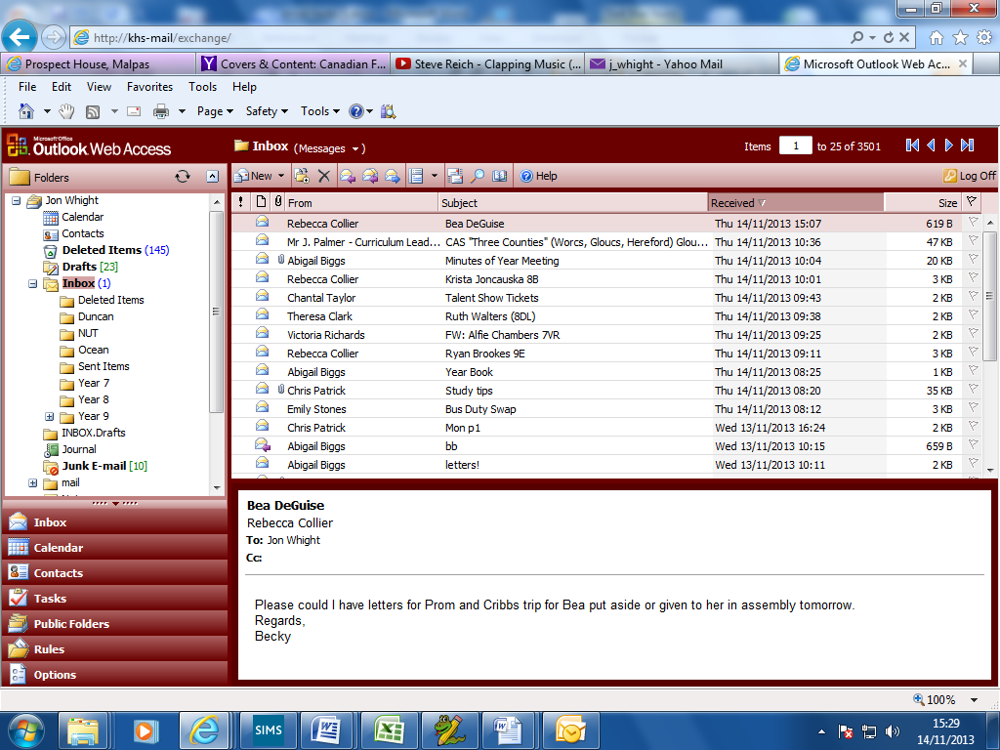 http://khs-mail/exchange/
Prospect House, Malpas
Covers & Content: Canadian F...
Steve Reich - Clapping Music (...
j_whight - Yahoo Mail
Microsoft Outlook Web Ac...
File Edit View Favorites Tools Help
Page Safety Tools
Microsoft Office
Outlook Web Access
Inbox (Messages)
Items 1 to 25 of 3501
Folders
New
Help
Log Off
From Subject Received Size
Jon Whight
Calendar
Contacts
Deleted Items (145)
Drafts [23]
Inbox (1)
Deleted Items
Duncan
NUT
Ocean
Sent Items
Year 7
Year 8
Year 9
INBOX.Drafts
Journal
Junk E-mail [10]
mail
Rebecca Collier Bea DeGuise Thu 14/11/2013 15:07 619 B
Mr J. Palmer - Curriculum Lead... CAS "Three Counties" (Worcs, Gloucs, Hereford) Glou... Thu 14/11/2013 10:36 47 KB
Abigail Biggs Minutes of Year Meeting Thu 14/11/2013 10:04 20 KB
Rebecca Collier Krista Joncauska 8B Thu 14/11/2013 10:01 3 KB
Chantal Taylor Talent Show Tickets Thu 14/11/2013 09:43 2 KB
Theresa Clark Ruth Walters (8DL) Thu 14/11/2013 09:38 2 KB
Victoria Richards FW: Alfie Chambers 7VR Thu 14/11/2013 09:25 2 KB
Rebecca Collier Ryan Brookes 9E Thu 14/11/2013 09:11 3 KB
Abigail Biggs Year Book Thu 14/11/2013 08:25 1 KB
Chris Patrick Study tips Thu 14/11/2013 08:20 35 KB
Emily Stones Bus Duty Swap Thu 14/11/2013 08:12 3 KB
Chris Patrick Mon p1 Wed 13/11/2013 16:24 2 KB
Abigail Biggs bb Wed 13/11/2013 10:15 659 B
Abigail Biggs letters! Wed 13/11/2013 10:11 2 KB
Inbox
Calendar
Contacts
Tasks
Public Folders
Rules
Options
Bea DeGuise
Rebecca Collier
To: Jon Whight
Cc:
Please could I have letters for Prom and Cribbs trip for Bea put aside or given to her in assembly tomorrow.
Regards,
Becky
100%
SIMS
15:29
14/11/2013